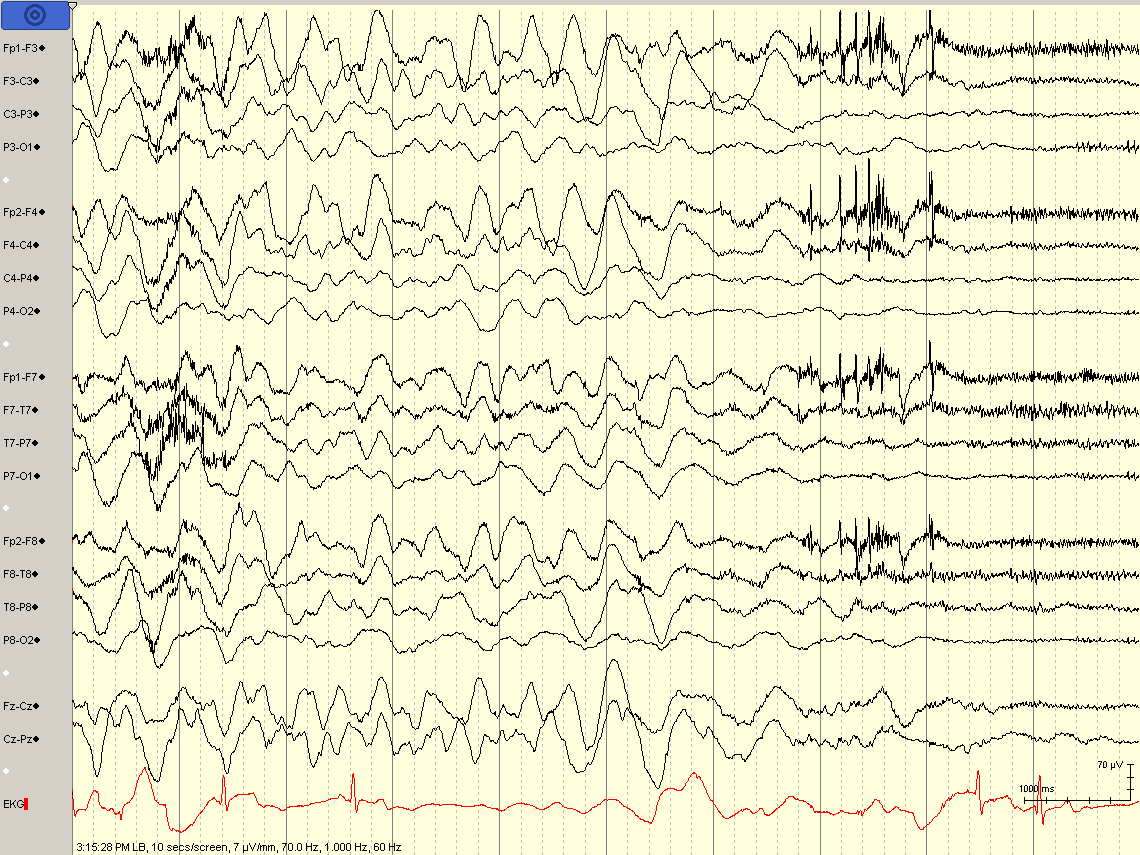 Fp1-F3
F3-C3
C3-P3
P3-O1
Fp2-F4
F4-C4
C4-P4
P4-O2
Fp1-F7
F7-T7
T7-P7
P7-O1
Fp2-F8
F8-T8
T8-P8
P8-O2
Fz-Cz
Cz-Pz
70 µV
1000 ms
EKG
3:15:28 PM LB, 10 secs/screen, 7 µV/mm, 70.0 Hz, 1.000 Hz, 60 Hz